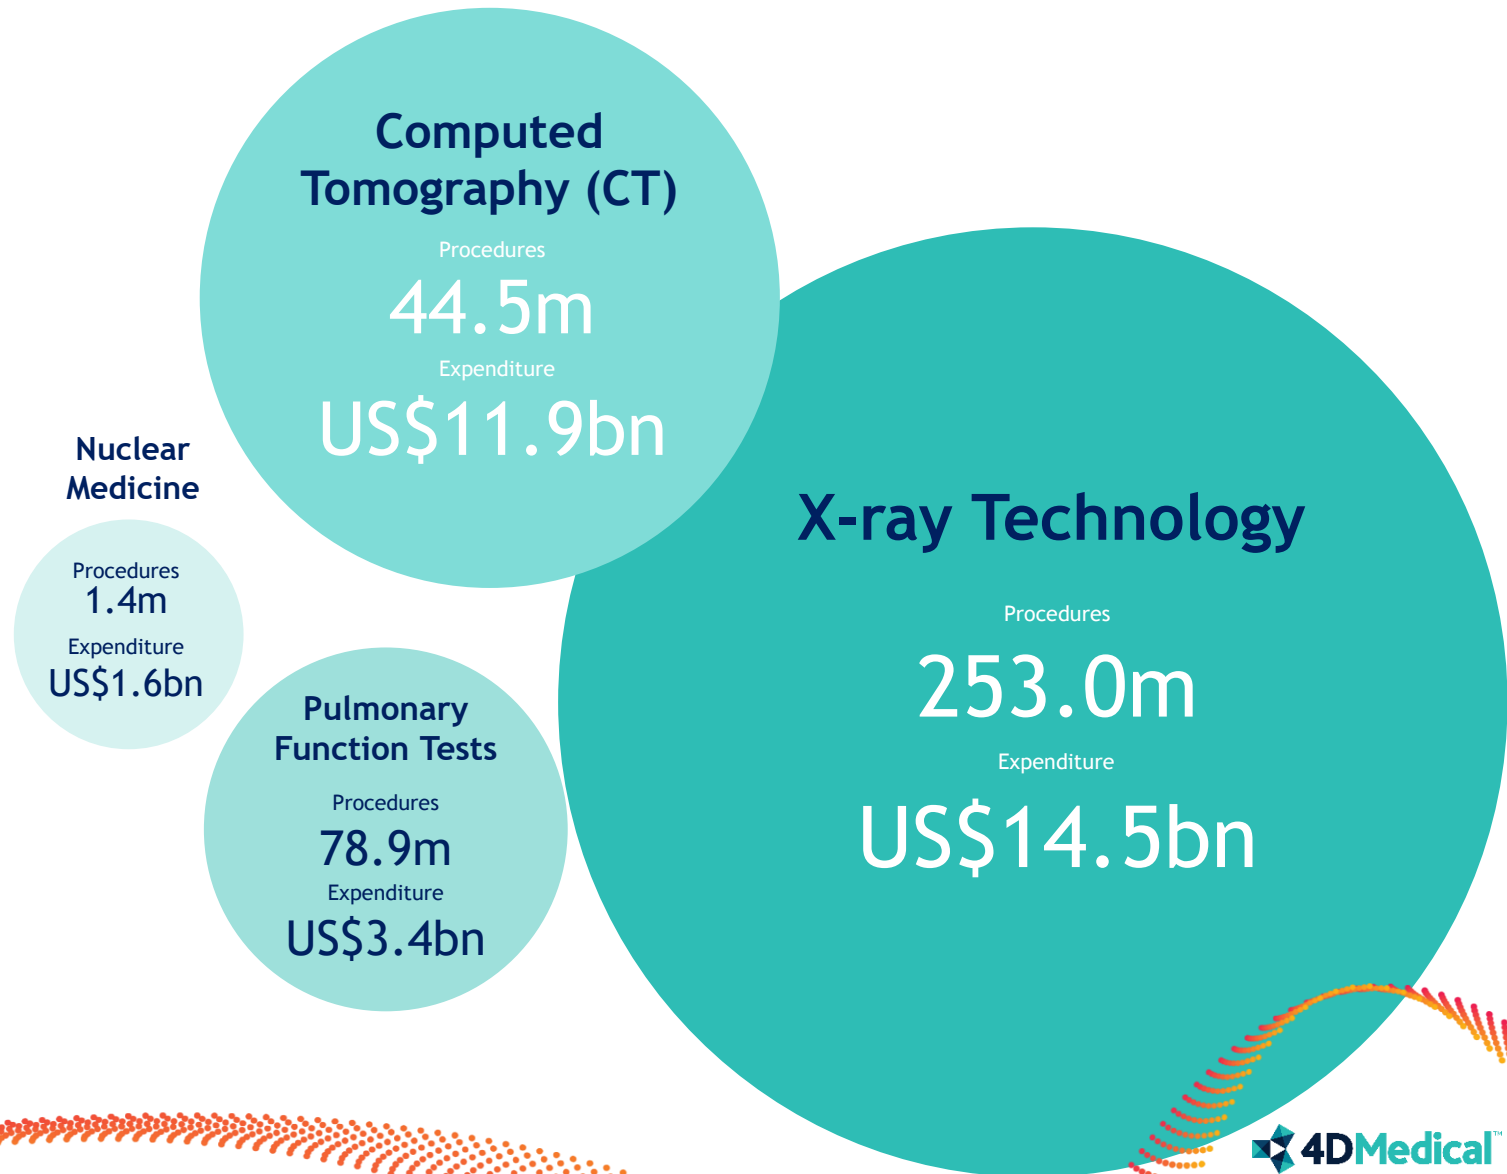 Computed
Tomography (CT)
Procedures
44.5m
Expenditure
US$11.9bn
Nuclear
Medicine
Procedures
1.4m
Expenditure
US$1.6bn
Pulmonary
Function Tests
Procedures
78.9m
Expenditure
US$3.4bn
X-ray Technology
Procedures
253.0m
Expenditure
US$14.5bn
4DMedical™